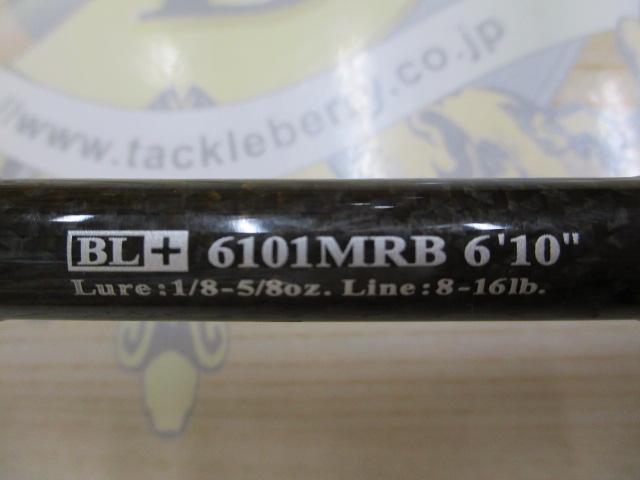 //www.tackleberry.co.jp
BL+ 6101MRB 6'10"
Lure:1/8-5/8oz. Line:8-16lb.